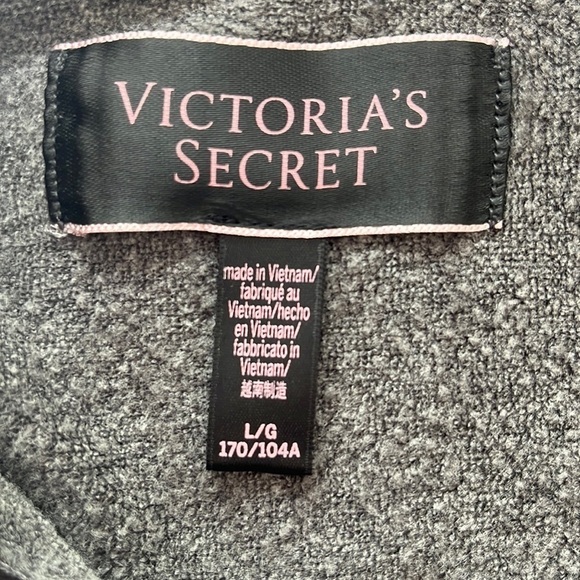 VICTORIA'S
SECRET
made in Vietnam/
fabriqué au
Vietnam/hecho
en Vietnam/
fabbricato in
Vietnam/
越南制造
L/G
170/104A